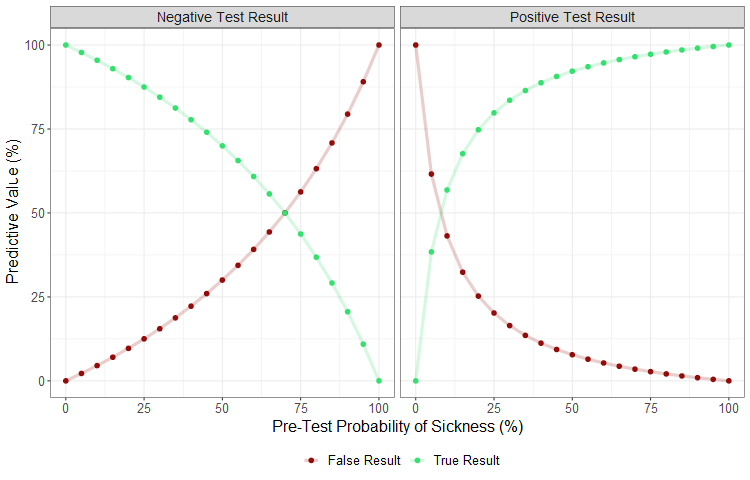 Negative Test Result
Positive Test Result
Predictive Value (%)
100
75
50
25
0
0 25 50 75 100
0 25 50 75 100
Pre-Test Probability of Sickness (%)
False Result True Result